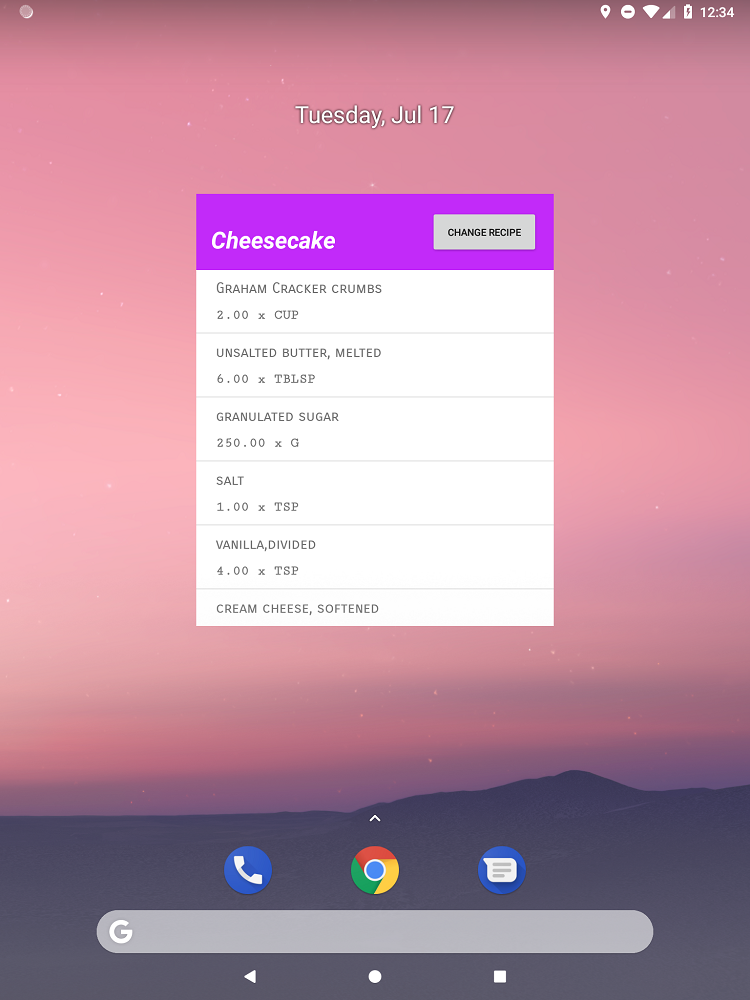 12:34
Tuesday, Jul 17
Cheesecake
CHANGE RECIPE
Graham Cracker crumbs
2.00 x CUP
unsalted butter, melted
6.00 x TBLSP
granulated sugar
250.00 x G
salt
1.00 x TSP
vanilla,divided
4.00 x TSP
cream cheese, softened
G